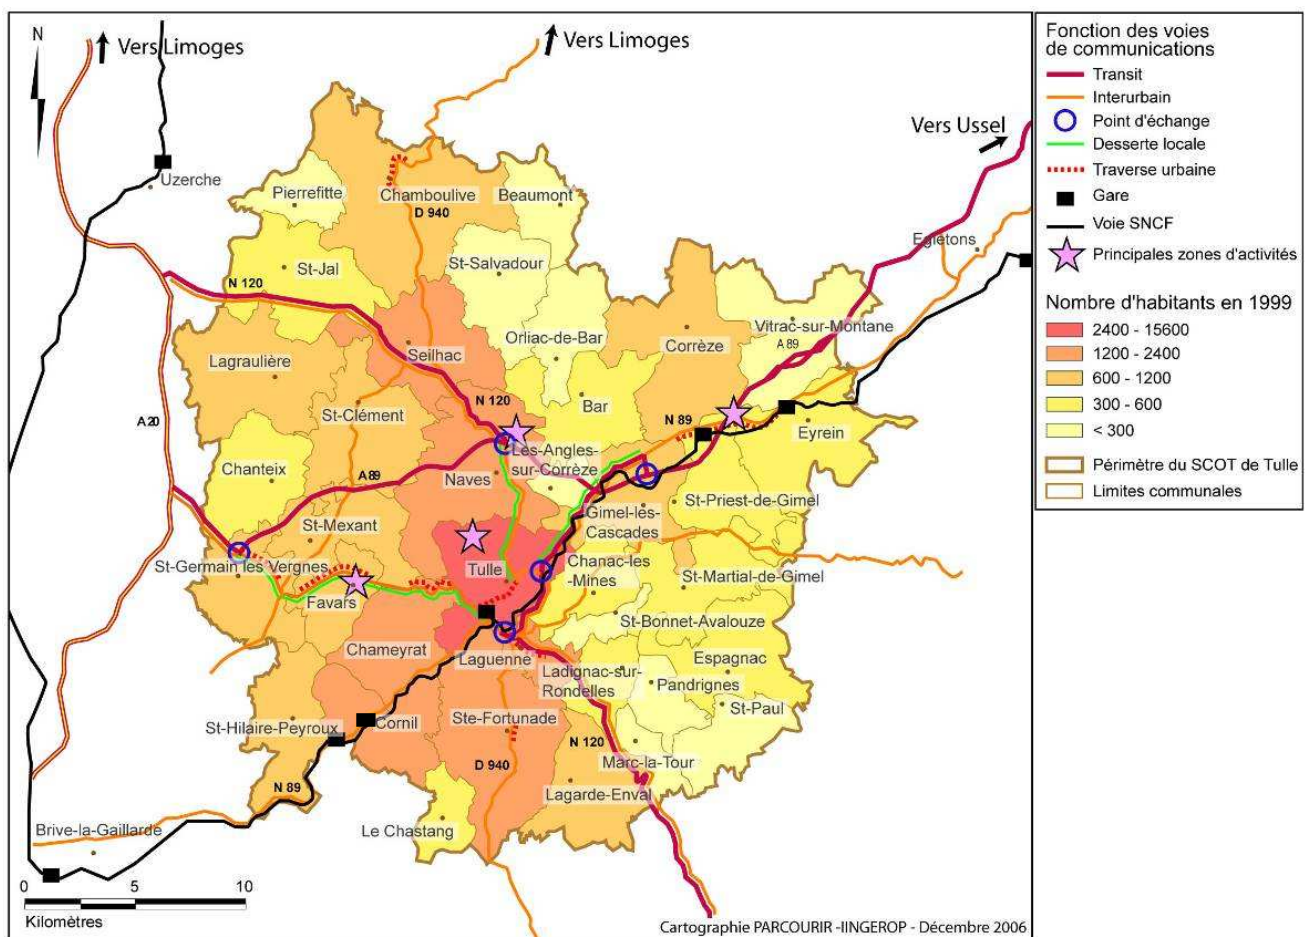 N
Vers Limoges
Vers Limoges
Vers Ussel
Uzerche
Pierrefitte
Chamboulive
D 940
Beaumont
Egletons
St-Jal
St-Salvadour
N 120
Vitrac-sur-Montane
A 89
Orliac-de-Bar
Corrèze
Seilhac
Lagraulière
St-Clément
Bar
N 120
N 89
A20
Eyrein
Les-Angles-
sur-Corrèze
Chanteix
A 89
Naves
St-Priest-de-Gimel
Gimel-les-
Cascades
St-Mexant
St-Germain les Vergnes
Tulle
Chanac-les
-Mines
St-Martial-de-Gimel
Favars
St-Bonnet-Avalouze
Chameyrat
Laguenne
Espagnac
Ladignac-sur-
Rondelles
Pandrignes
St-Paul
St-Hilaire-Peyroux
Cornil
Ste-Fortunade
N 120
Marc-la-Tour
D 940
N 89
Lagarde-Enval
Le Chastang
Brive-la-Gaillarde
0 5 10
Kilomètres
Cartographie PARCOURIR -IINGEROP - Décembre 2006
Fonction des voies
de communications
Transit
Interurbain
Point d'échange
Desserte locale
Traverse urbaine
Gare
Voie SNCF
Principales zones d'activités
Nombre d'habitants en 1999
2400 - 15600
1200 - 2400
600 - 1200
300 - 600
< 300
Périmètre du SCOT de Tulle
Limites communales